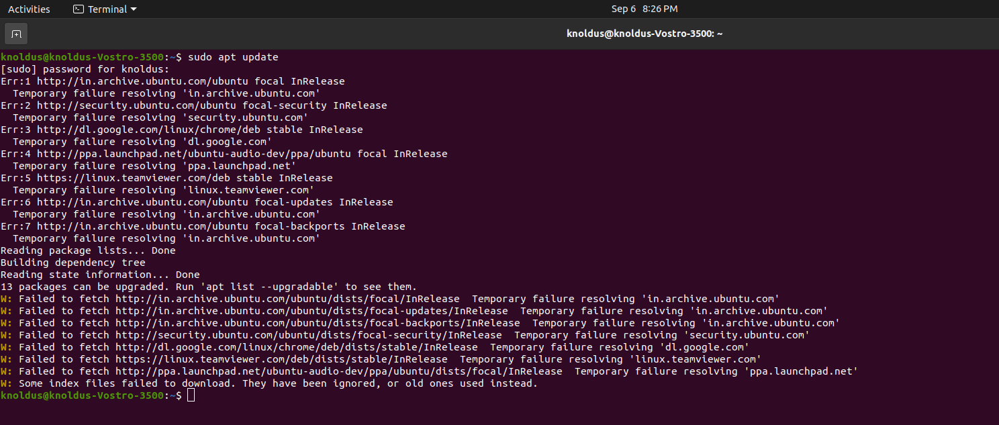 Activities Terminal Sep 6 8:26 PM
knoldus@knoldus-Vostro-3500: ~
knoldus@knoldus-Vostro-3500:~$ sudo apt update
[sudo] password for knoldus:
Err:1 http://in.archive.ubuntu.com/ubuntu focal InRelease
  Temporary failure resolving 'in.archive.ubuntu.com'
Err:2 http://security.ubuntu.com/ubuntu focal-security InRelease
  Temporary failure resolving 'security.ubuntu.com'
Err:3 http://dl.google.com/linux/chrome/deb stable InRelease
  Temporary failure resolving 'dl.google.com'
Err:4 http://ppa.launchpad.net/ubuntu-audio-dev/ppa/ubuntu focal InRelease
  Temporary failure resolving 'ppa.launchpad.net'
Err:5 https://linux.teamviewer.com/deb stable InRelease
  Temporary failure resolving 'linux.teamviewer.com'
Err:6 http://in.archive.ubuntu.com/ubuntu focal-updates InRelease
  Temporary failure resolving 'in.archive.ubuntu.com'
Err:7 http://in.archive.ubuntu.com/ubuntu focal-backports InRelease
  Temporary failure resolving 'in.archive.ubuntu.com'
Reading package lists... Done
Building dependency tree
Reading state information... Done
13 packages can be upgraded. Run 'apt list --upgradable' to see them.
W: Failed to fetch http://in.archive.ubuntu.com/ubuntu/dists/focal/InRelease  Temporary failure resolving 'in.archive.ubuntu.com'
W: Failed to fetch http://in.archive.ubuntu.com/ubuntu/dists/focal-updates/InRelease  Temporary failure resolving 'in.archive.ubuntu.com'
W: Failed to fetch http://in.archive.ubuntu.com/ubuntu/dists/focal-backports/InRelease  Temporary failure resolving 'in.archive.ubuntu.com'
W: Failed to fetch http://security.ubuntu.com/ubuntu/dists/focal-security/InRelease  Temporary failure resolving 'security.ubuntu.com'
W: Failed to fetch http://dl.google.com/linux/chrome/deb/dists/stable/InRelease  Temporary failure resolving 'dl.google.com'
W: Failed to fetch https://linux.teamviewer.com/deb/dists/stable/InRelease  Temporary failure resolving 'linux.teamviewer.com'
W: Failed to fetch http://ppa.launchpad.net/ubuntu-audio-dev/ppa/ubuntu/dists/focal/InRelease  Temporary failure resolving 'ppa.launchpad.net'
W: Some index files failed to download. They have been ignored, or old ones used instead.
knoldus@knoldus-Vostro-3500:~$